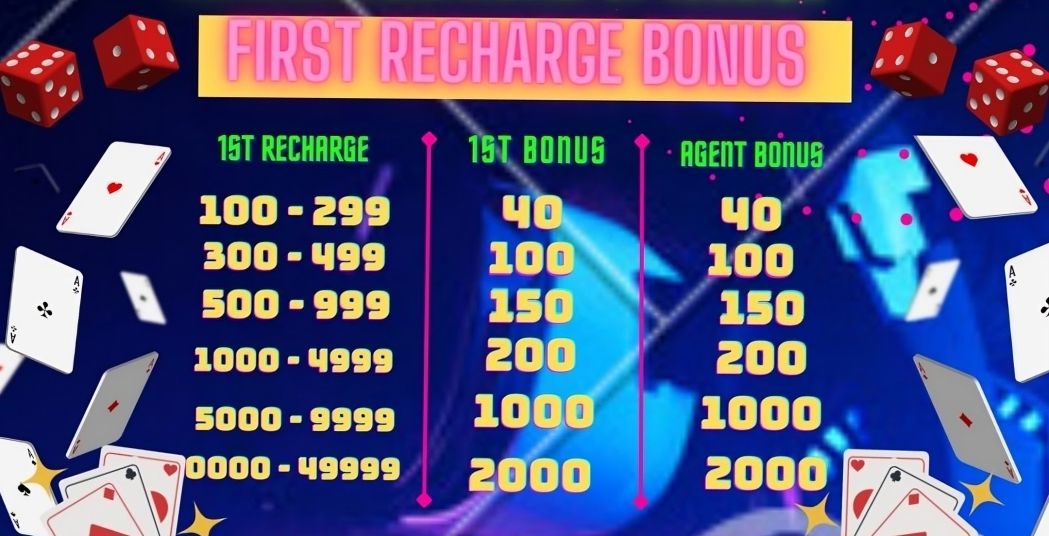 FIRST RECHARGE BONUS
1ST RECHARGE 1ST BONUS AGENT BONUS
100 - 299 40 40
300 - 499 100 100
500 - 999 150 150
1000 - 4999 200 200
5000 - 9999 1000 1000
0000 - 49999 2000 2000